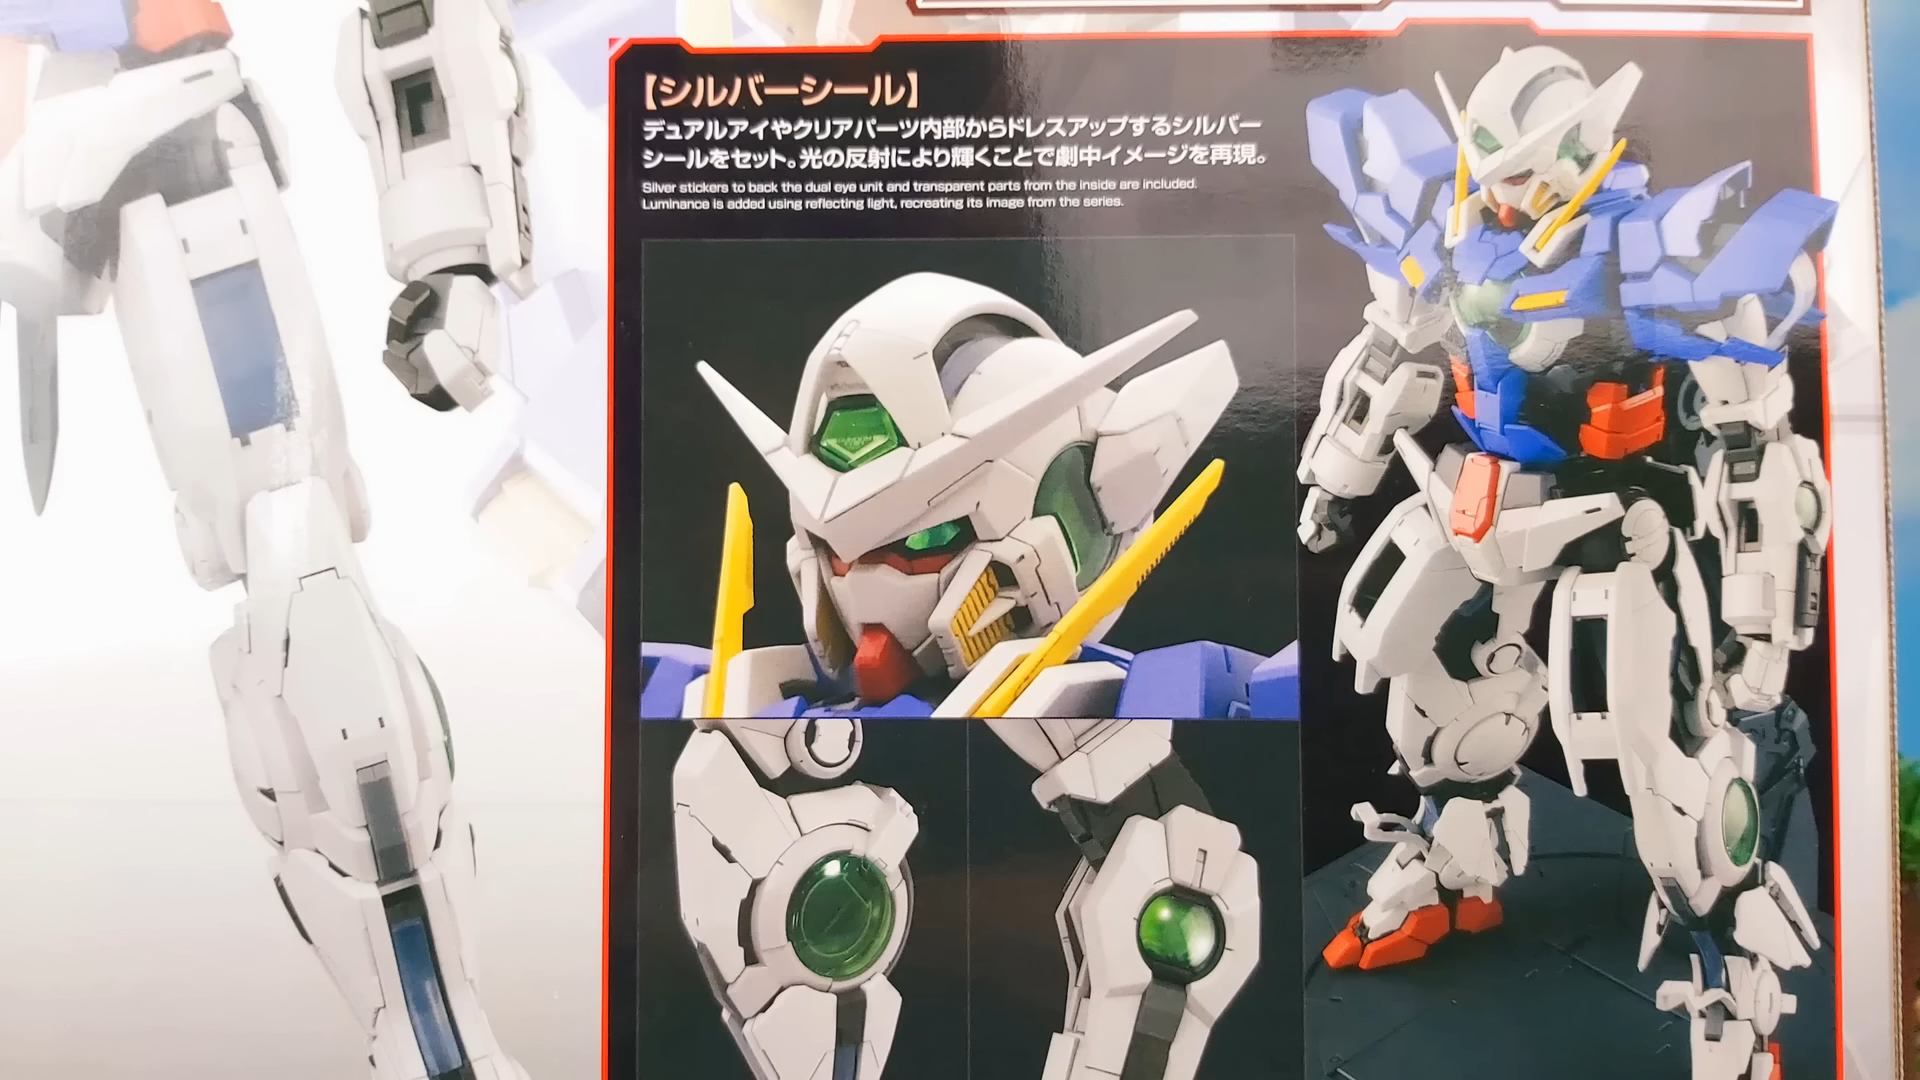 【シルバーシール】
デュアルアイやクリアパーツ内部からドレスアップするシルバー
シールをセット。光の反射により輝くことで劇中イメージを再現。
Silver stickers to back the dual eye unit and transparent parts from the inside are included.
Luminance is added using reflecting light, recreating its image from the series.